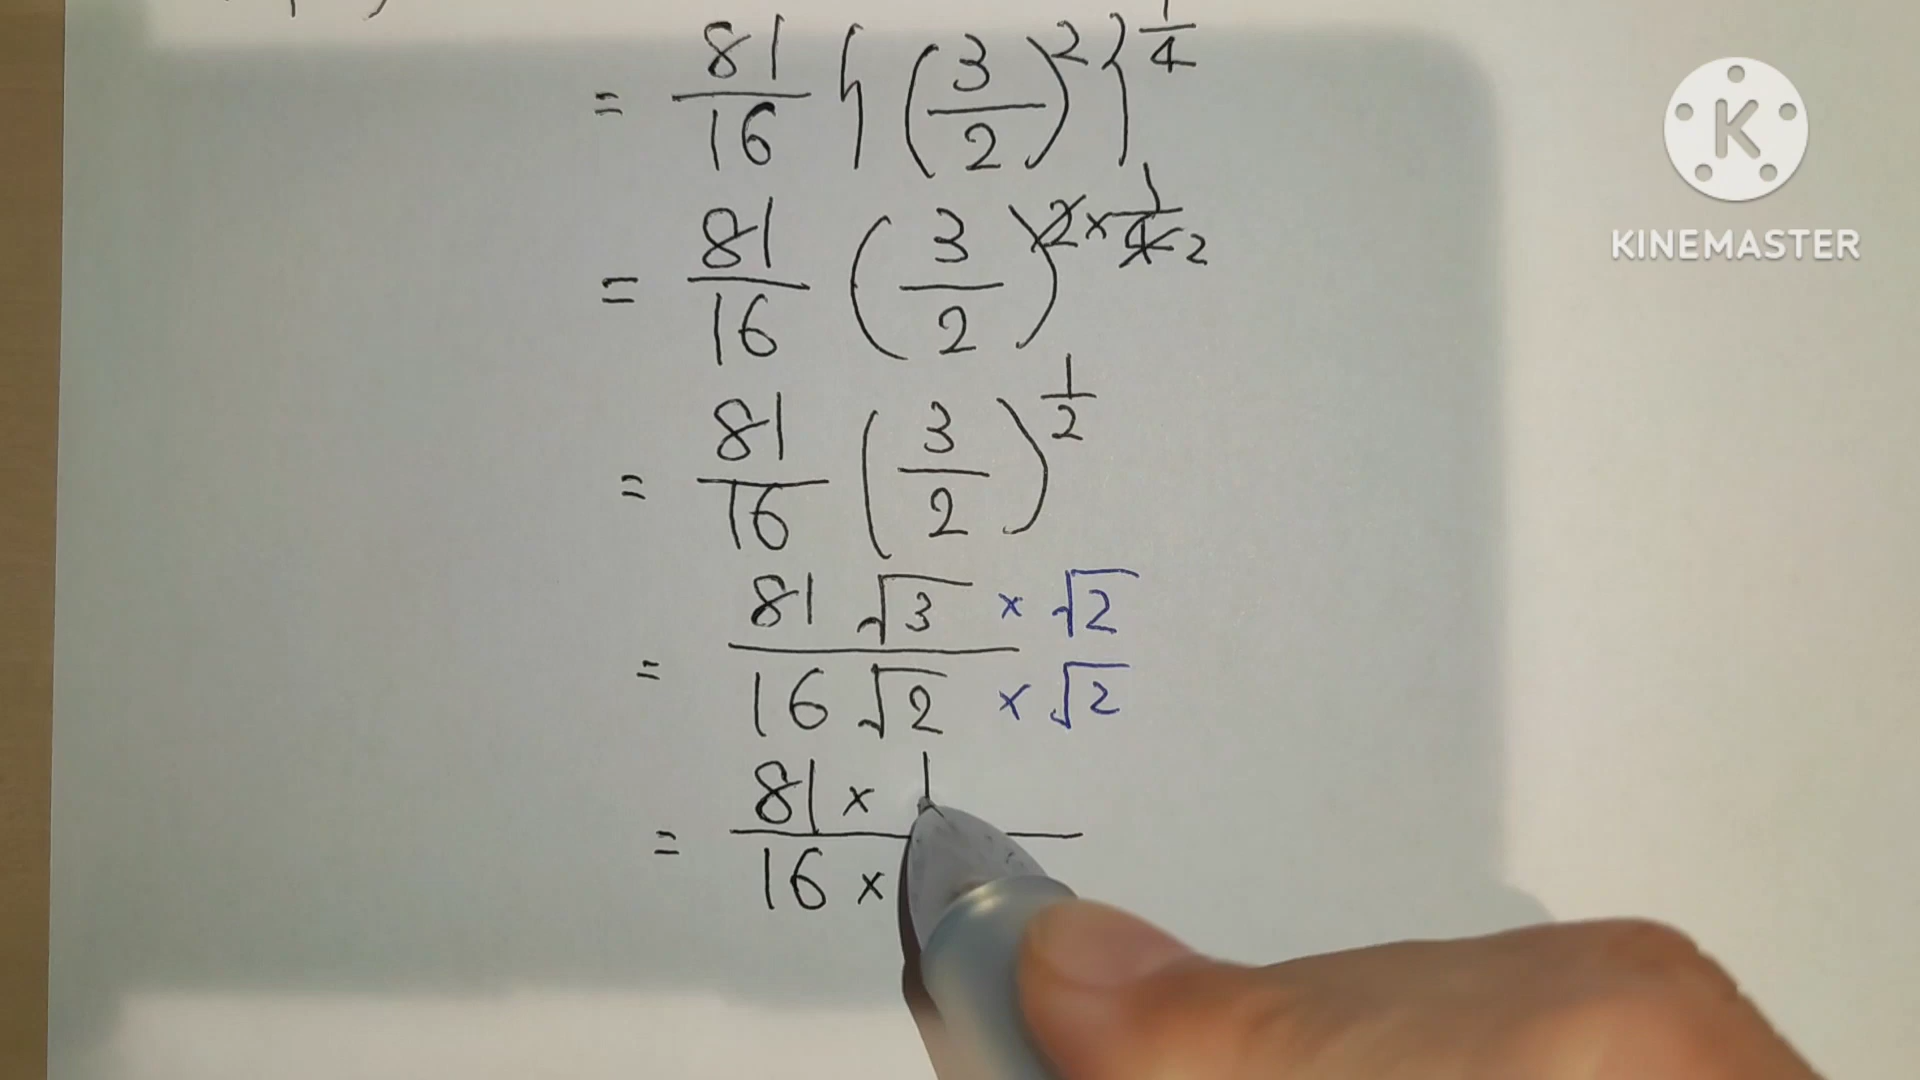 = 81/16 {(3/2)^2}^1/4
= 81/16 (3/2)^2×1/4 2
= 81/16 (3/2)^1/2
= 81√3 × √2 / 16√2 × √2
= 81 × 1 / 16 ×
K
KINEMASTER